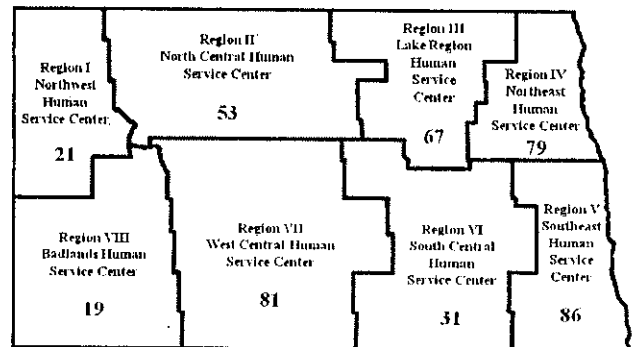 Region I
Northwest
Human
Service Center
21
Region II
North Central Human
Service Center
53
Region III
Lake Region
Human
Service
Center
67
Region IV
Northeast
Human
Service Center
79
Region VIII
Badlands Human
Service Center
19
Region VII
West Central Human
Service Center
81
Region VI
South Central
Human
Service Center
31
Region V
Southeast
Human
Service
Center
86